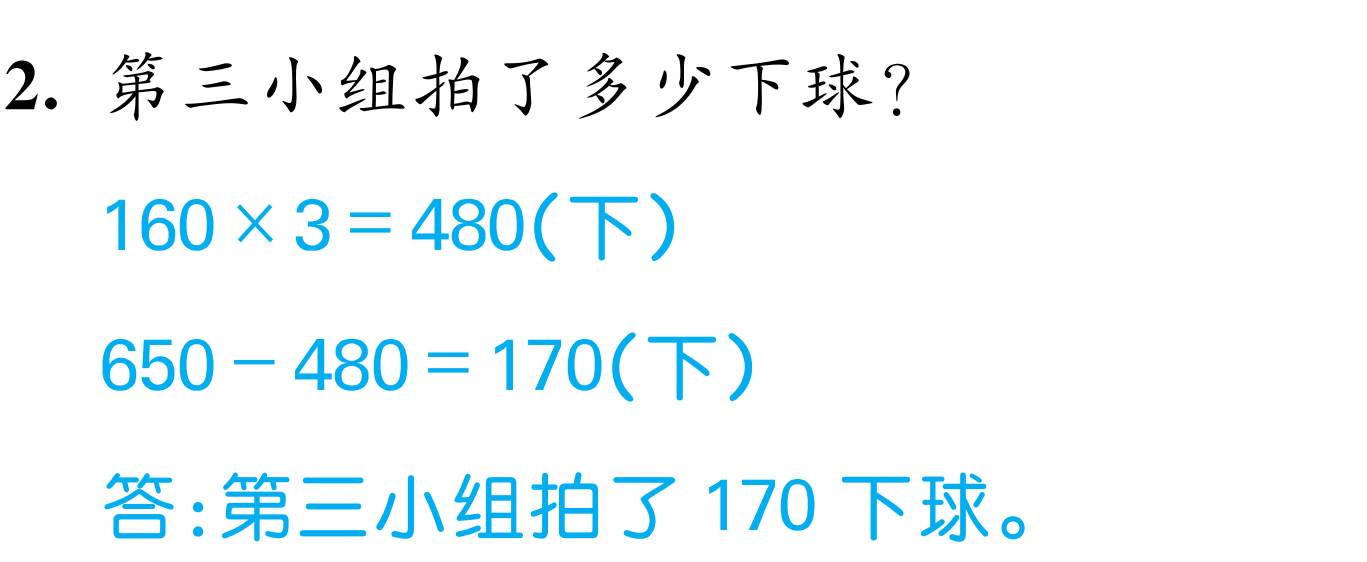 2. 第三小组拍了多少下球?
160 × 3 = 480(下)
650 - 480 = 170(下)
答:第三小组拍了 170 下球。